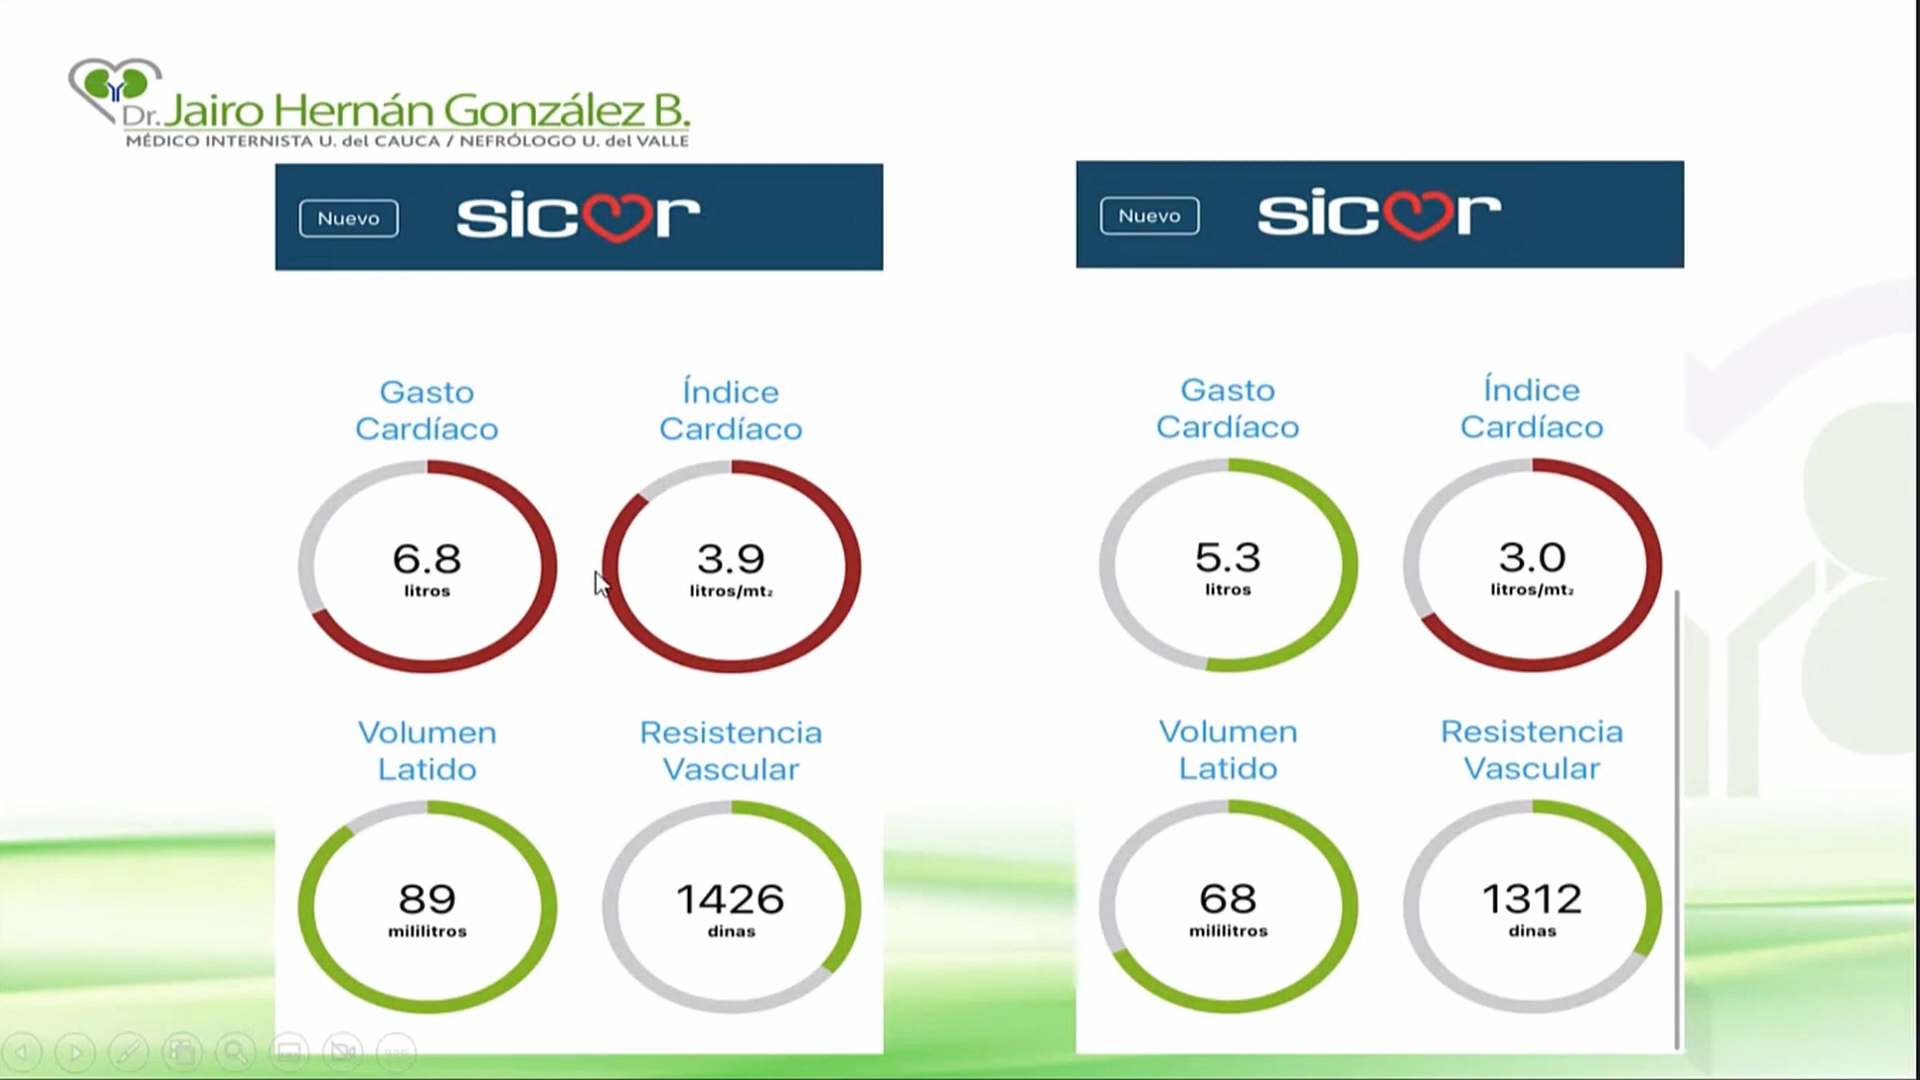 Dr. Jairo Hernán González B.
MÉDICO INTERNISTA U. del CAUCA / NEFRÓLOGO U. del VALLE
Nuevo
sicor
Gasto
Cardíaco
6.8
litros
Índice
Cardíaco
3.9
litros/mt₂
Volumen
Latido
89
mililitros
Resistencia
Vascular
1426
dinas
Nuevo
sicor
Gasto
Cardíaco
5.3
litros
Índice
Cardíaco
3.0
litros/mt₂
Volumen
Latido
68
mililitros
Resistencia
Vascular
1312
dinas